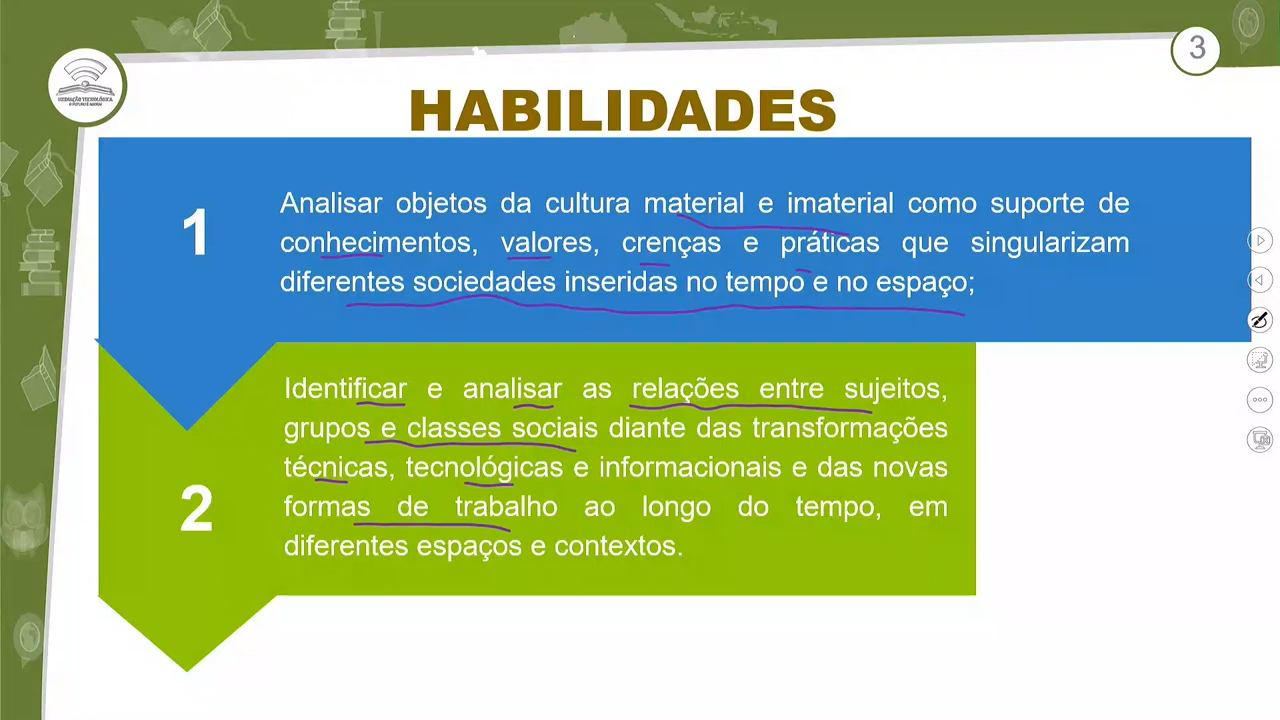 3
MEDIAÇÃO TECNOLÓGICA
HABILIDADES
1
Analisar objetos da cultura material e imaterial como suporte de
conhecimentos, valores, crenças e práticas que singularizam
diferentes sociedades inseridas no tempo e no espaço;
2
Identificar e analisar as relações entre sujeitos,
grupos e classes sociais diante das transformações
técnicas, tecnológicas e informacionais e das novas
formas de trabalho ao longo do tempo, em
diferentes espaços e contextos.